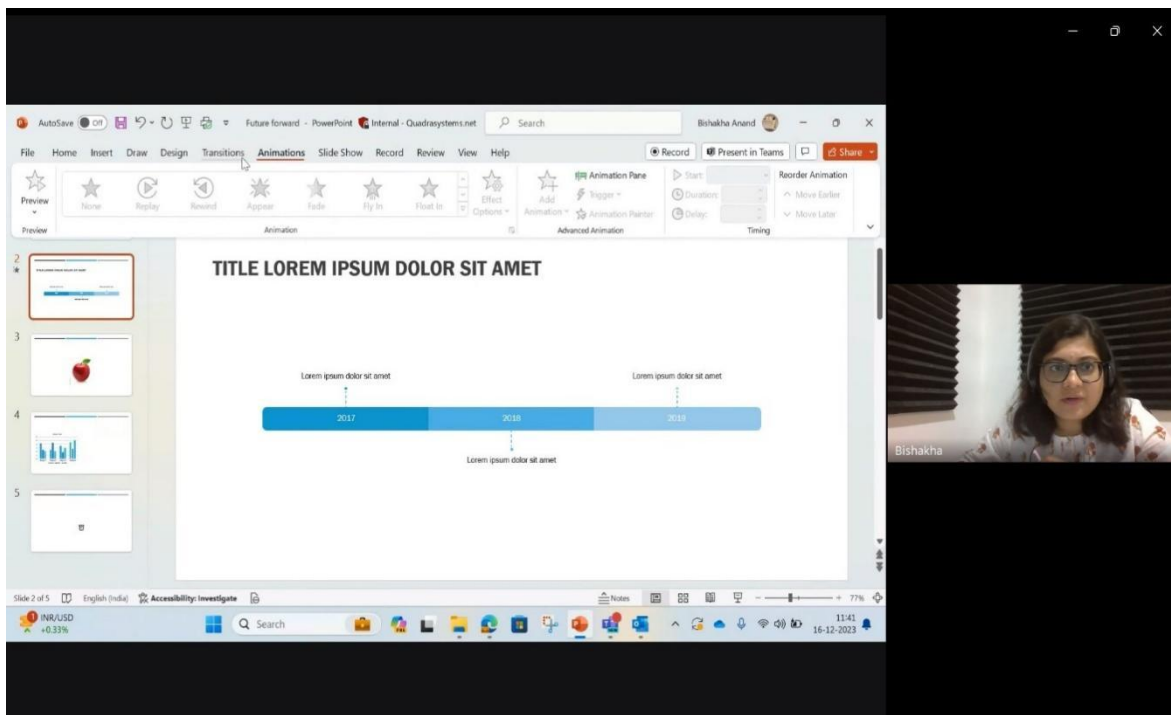 AutoSave Off Future forward - PowerPoint Internal - Quadrasystems.net Search Bishakha Anand
File Home Insert Draw Design Transitions Animations Slide Show Record Review View Help Record Present in Teams Share
Preview None Replay Rewind Appear Fade Fly In Float In Effect Options Add Animation
Animation Pane Start: Reorder Animation
Trigger Duration: Move Earlier
Animation Painter Delay: Move Later
Preview Animation Advanced Animation Timing
2
3
4
5
TITLE LOREM IPSUM DOLOR SIT AMET
Lorem ipsum dolor sit amet Lorem ipsum dolor sit amet
2017 2018 2019
Lorem ipsum dolor sit amet
Bishakha
Slide 2 of 5 English (India) Accessibility: Investigate Notes 77%
INR/USD
+0.33%
Search
11:41
16-12-2023